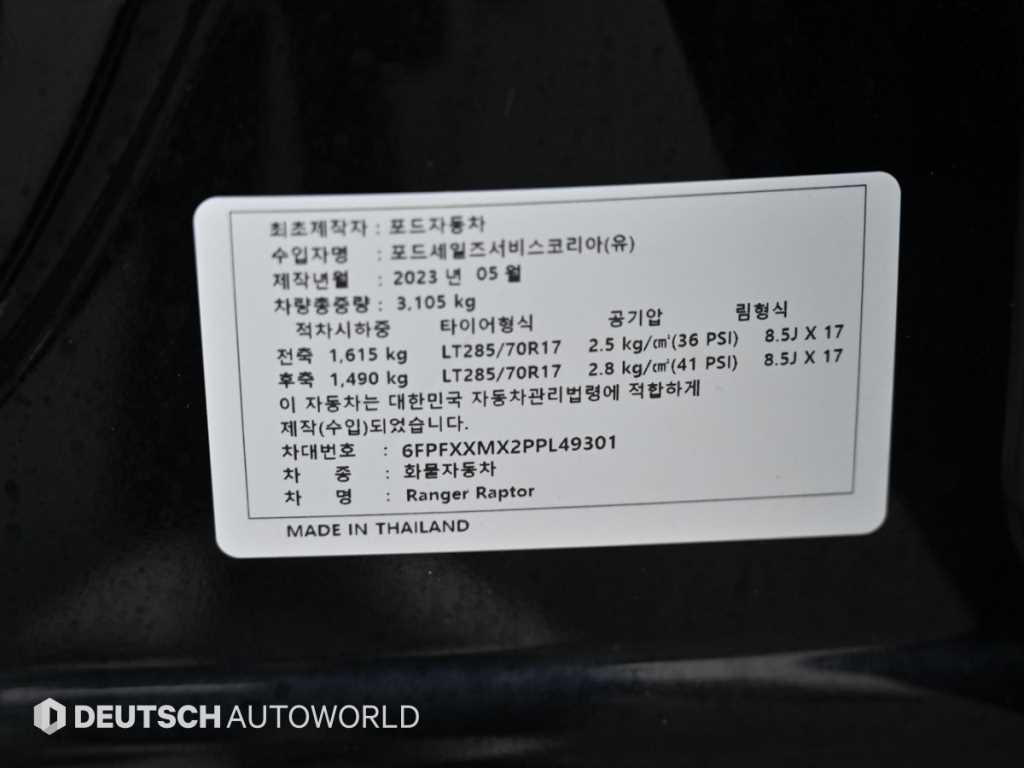 최초제작자 : 포드자동차
수입자명 : 포드세일즈서비스코리아(유)
제작년월 : 2023 년 05 월
차량총중량 : 3,105 kg
적차시하중 타이어형식 공기압 림형식
전축 1,615 kg LT285/70R17 2.5 kg/㎠(36 PSI) 8.5J X 17
후축 1,490 kg LT285/70R17 2.8 kg/㎠(41 PSI) 8.5J X 17
이 자동차는 대한민국 자동차관리법령에 적합하게
제작(수입)되었습니다.
차대번호 : 6FPFXXMX2PPL49301
차 종 : 화물자동차
차 명 : Ranger Raptor
MADE IN THAILAND
DEUTSCH AUTOWORLD